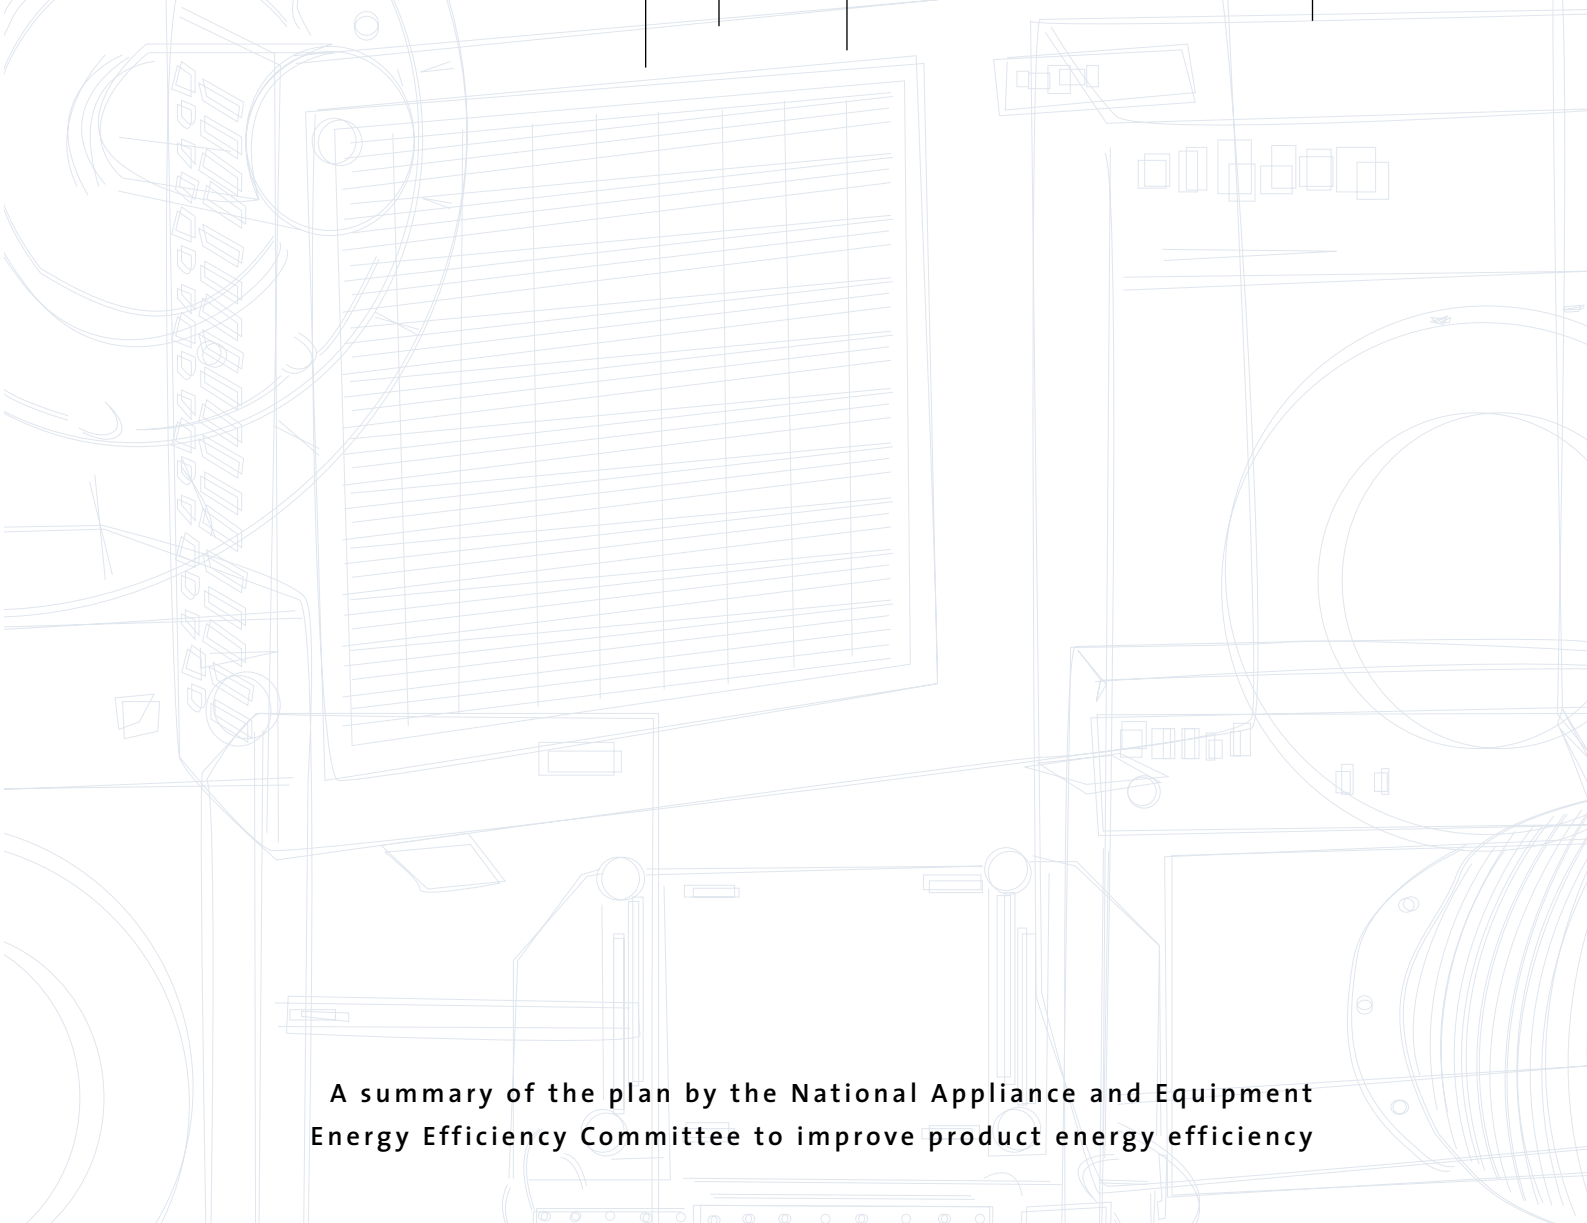 A summary of the plan by the National Appliance and Equipment
Energy Efficiency Committee to improve product energy efficiency